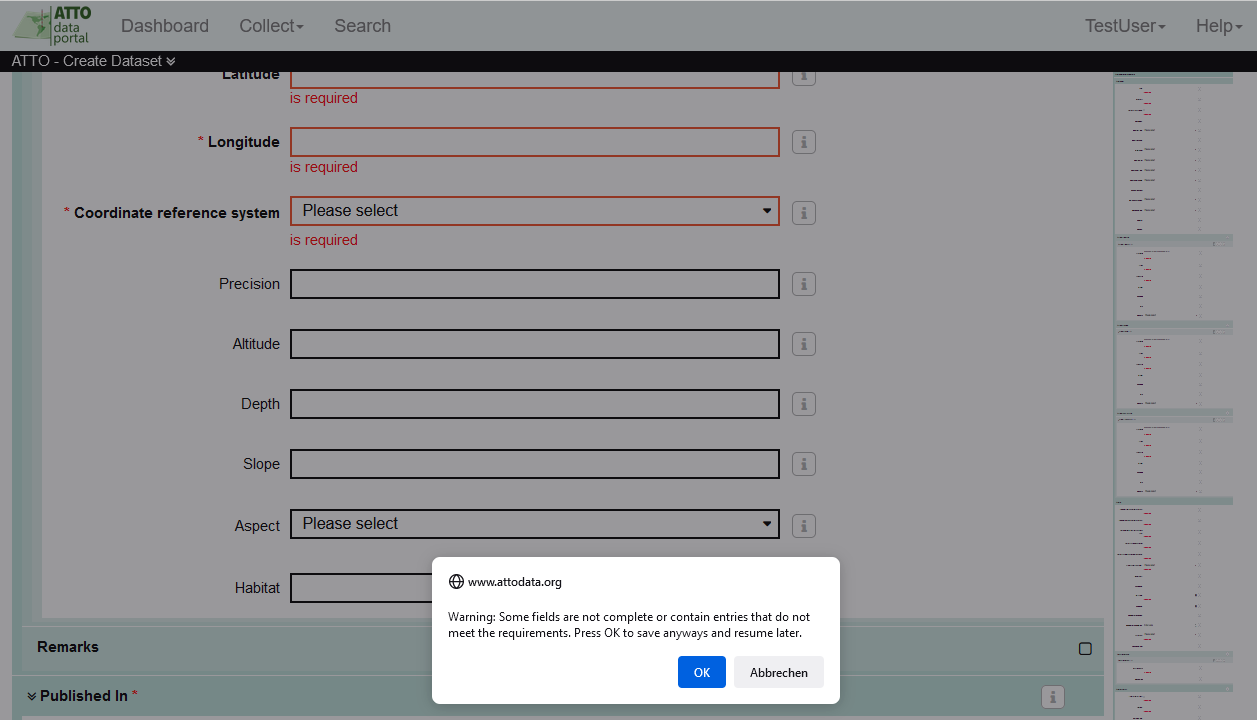 ATTO
data
portal
Dashboard Collect Search TestUser Help
ATTO - Create Dataset
Latitude
is required
* Longitude
is required
* Coordinate reference system Please select
is required
Precision
Altitude
Depth
Slope
Aspect Please select
Habitat
www.attodata.org
Warning: Some fields are not complete or contain entries that do not
meet the requirements. Press OK to save anyways and resume later.
OK Abbrechen
Remarks
Published In *